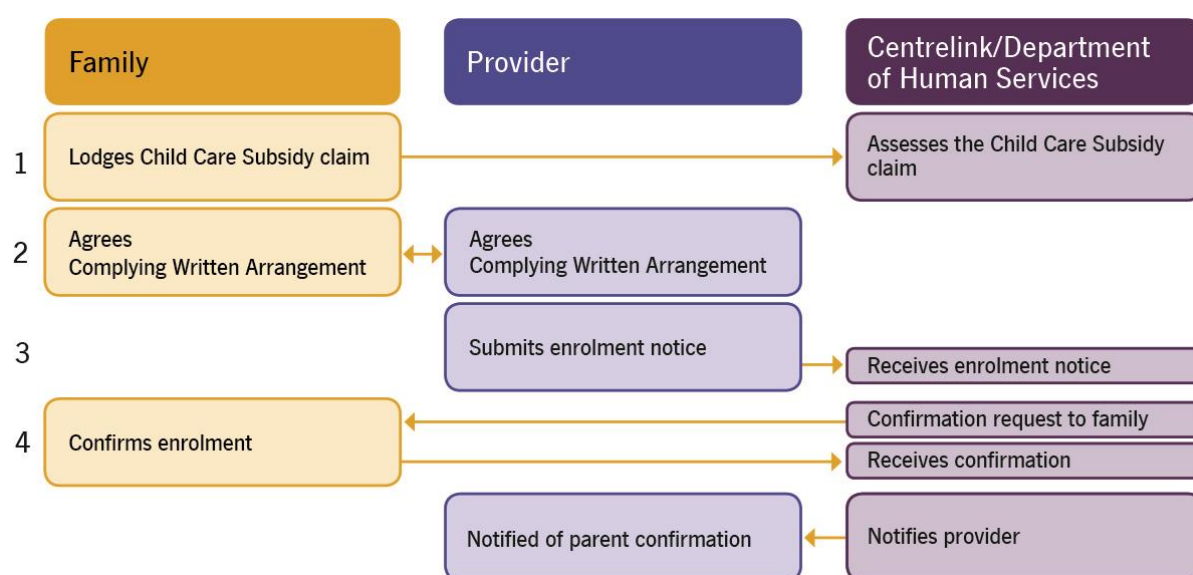 Family
Provider
Centrelink/Department
of Human Services
1
Lodges Child Care Subsidy claim
Assesses the Child Care Subsidy
claim
2
Agrees
Complying Written Arrangement
Agrees
Complying Written Arrangement
3
Submits enrolment notice
Receives enrolment notice
4
Confirms enrolment
Confirmation request to family
Receives confirmation
Notified of parent confirmation
Notifies provider